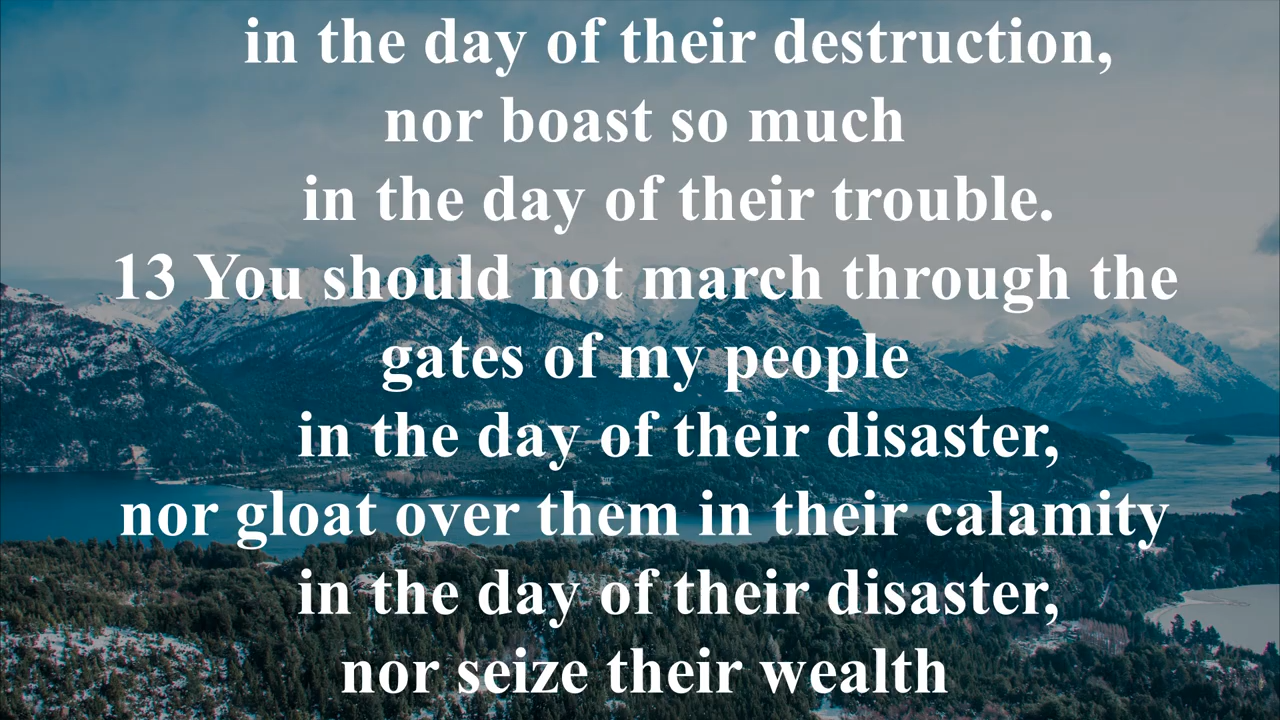 in the day of their destruction,
nor boast so much
in the day of their trouble.
13 You should not march through the
gates of my people
in the day of their disaster,
nor gloat over them in their calamity
in the day of their disaster,
nor seize their wealth